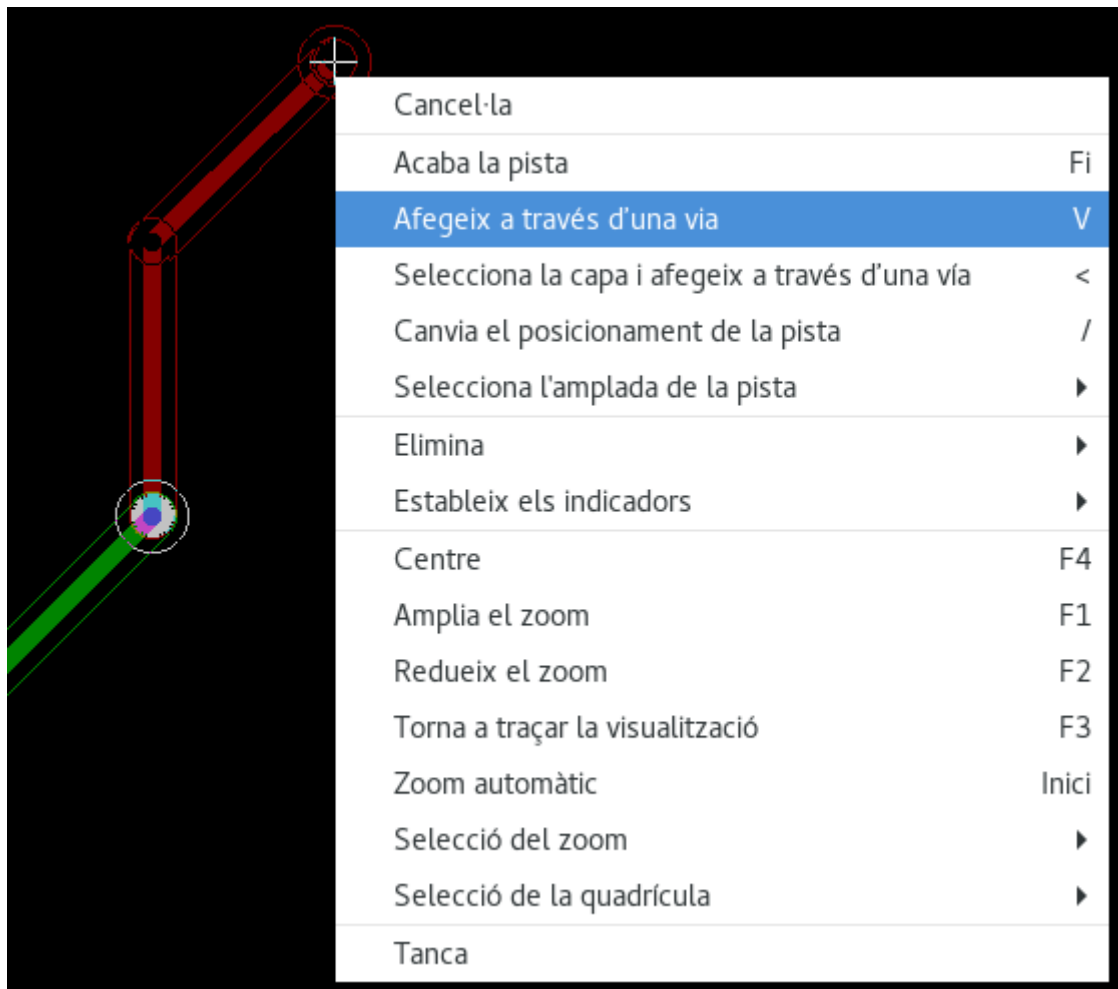 Cancel·la
Acaba la pista Fi
Afegeix a través d’una via V
Selecciona la capa i afegeix a través d’una vía <
Canvia el posicionament de la pista /
Selecciona l'amplada de la pista
Elimina
Estableix els indicadors
Centre F4
Amplia el zoom F1
Redueix el zoom F2
Torna a traçar la visualització F3
Zoom automàtic Inici
Selecció del zoom
Selecció de la quadrícula
Tanca